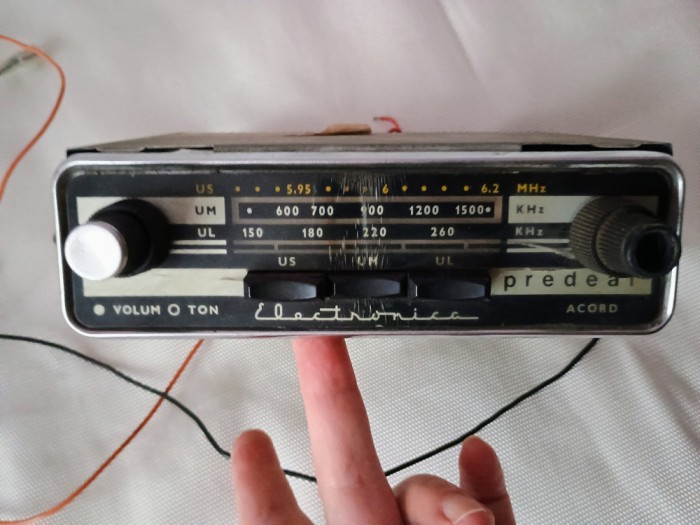 US 5.95 6 6.2 MHz
UM 600 700 900 1200 1500 KHz
UL 150 180 220 260 KHz
US UM UL
predeal
VOLUM TON Electronica ACORD